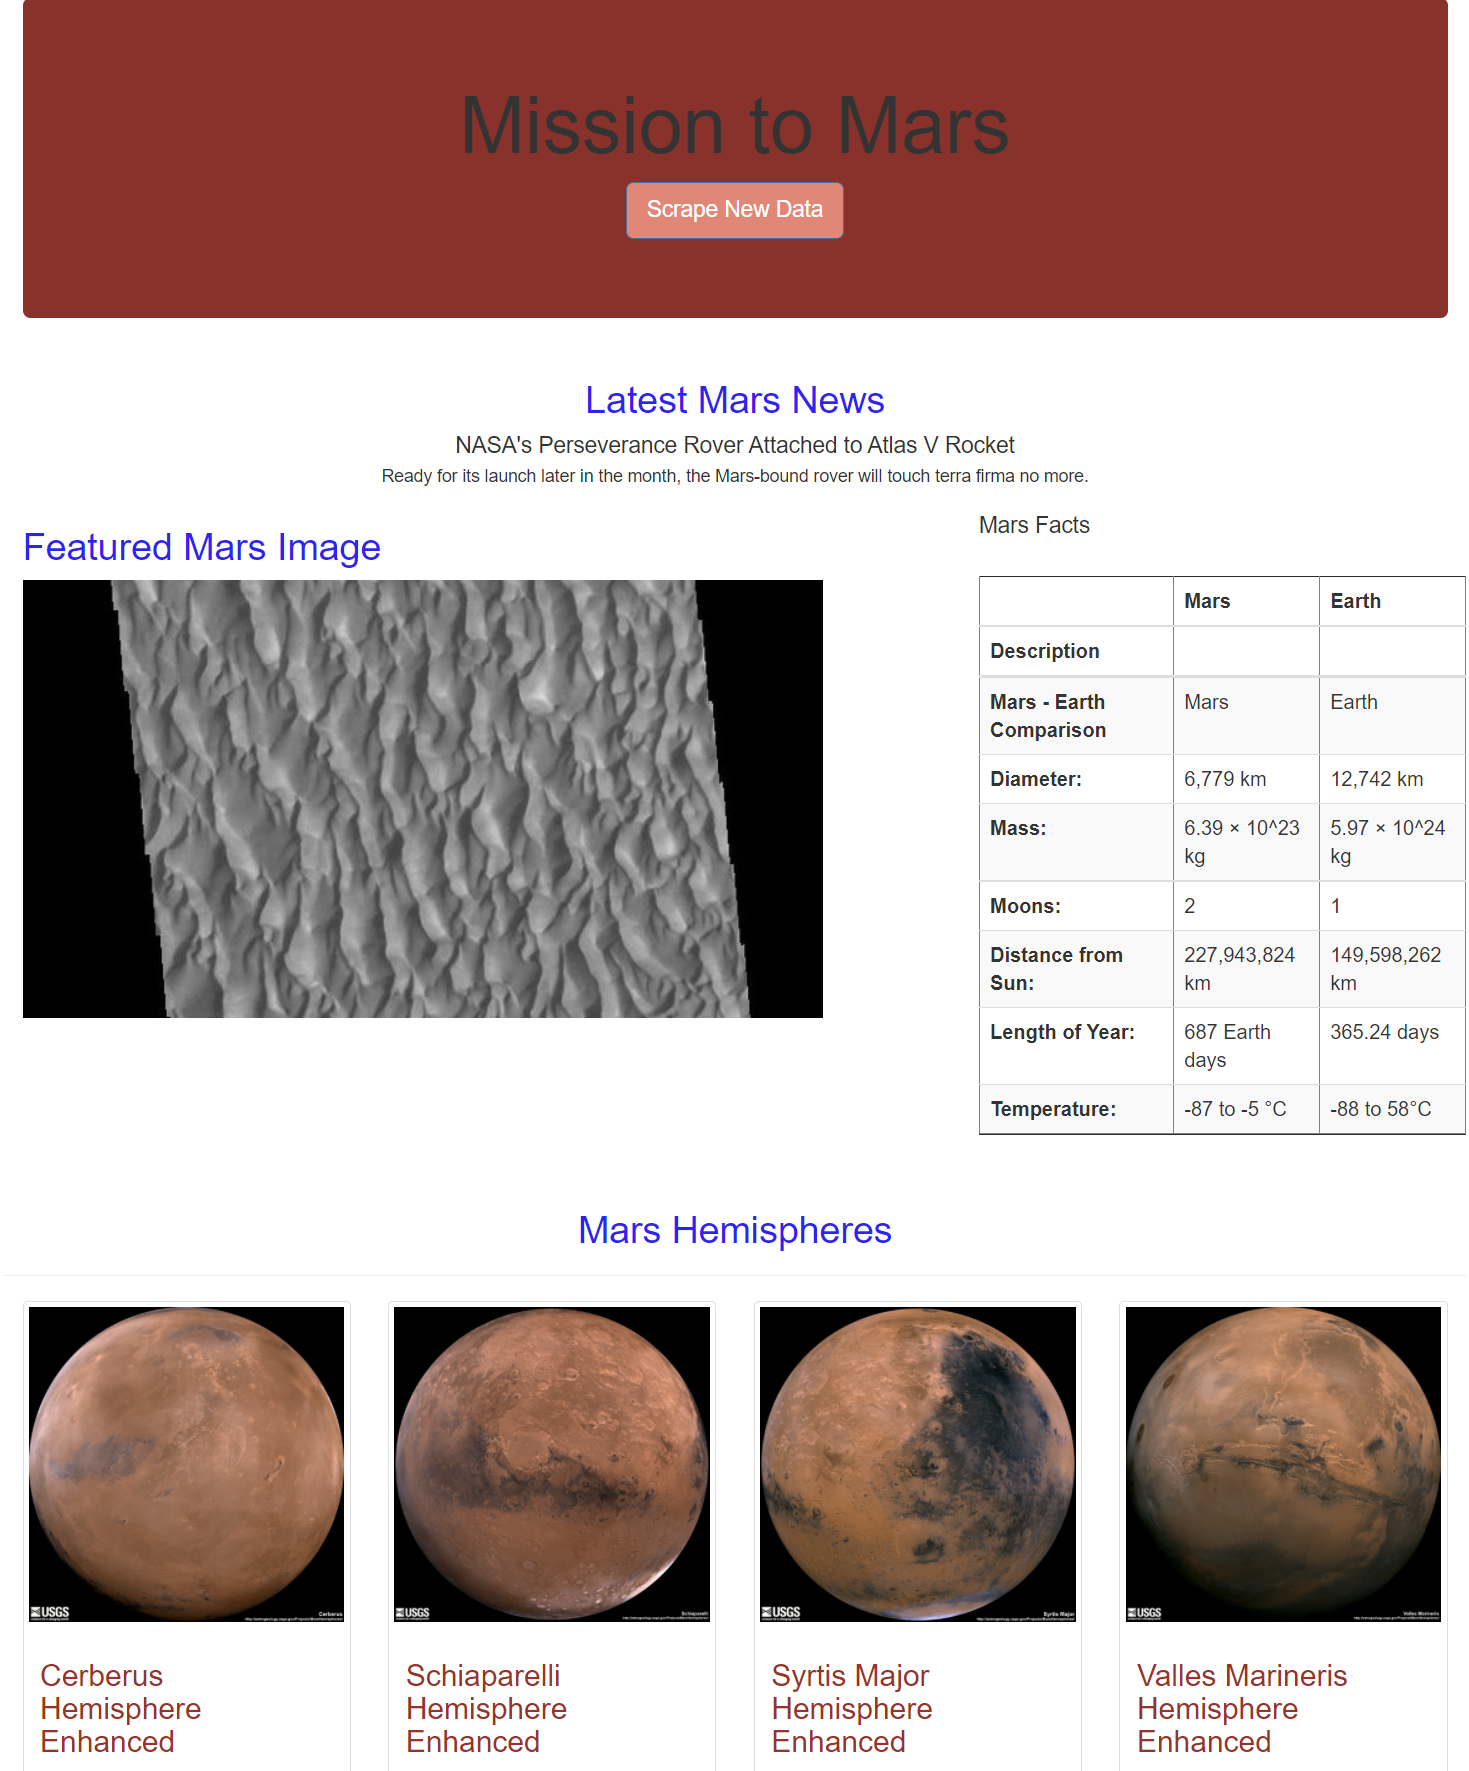 Mission to Mars
Scrape New Data
Latest Mars News
NASA's Perseverance Rover Attached to Atlas V Rocket
Ready for its launch later in the month, the Mars-bound rover will touch terra firma no more.
Featured Mars Image
Mars Facts
Mars Earth
Description
Mars - Earth
Comparison
Mars
Earth
Diameter: 6,779 km 12,742 km
Mass:
6.39 × 10^23
kg
5.97 × 10^24
kg
Moons: 2 1
Distance from
Sun:
227,943,824
km
149,598,262
km
Length of Year:
687 Earth
days
365.24 days
Temperature: -87 to -5 °C -88 to 58°C
Mars Hemispheres
USGS
Cerberus
USGS
Schiaparelli
USGS
Syrtis Major
USGS
Valles Marineris
Cerberus
Hemisphere
Enhanced
Schiaparelli
Hemisphere
Enhanced
Syrtis Major
Hemisphere
Enhanced
Valles Marineris
Hemisphere
Enhanced